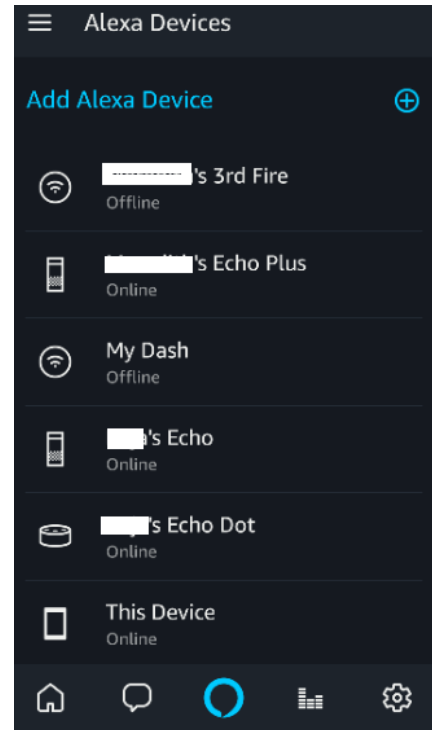 Alexa Devices
Add Alexa Device
's 3rd Fire
Offline
's Echo Plus
Online
My Dash
Offline
's Echo
Online
's Echo Dot
Online
This Device
Online